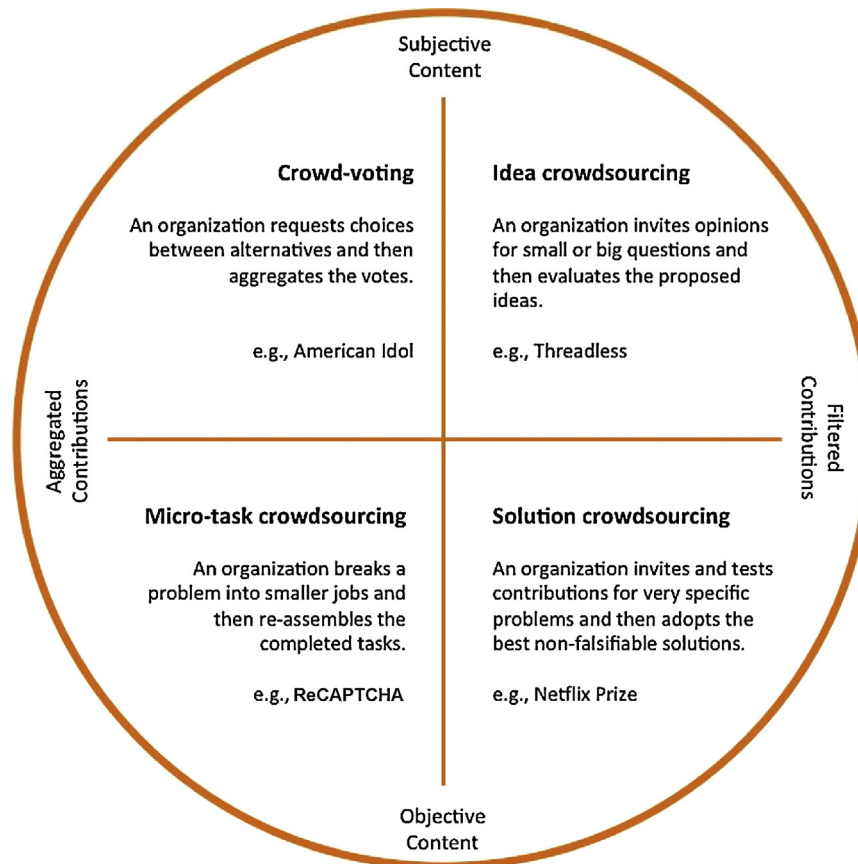 Subjective
Content
Crowd-voting
An organization requests choices
between alternatives and then
aggregates the votes.
e.g., American Idol
Idea crowdsourcing
An organization invites opinions
for small or big questions and
then evaluates the proposed
ideas.
e.g., Threadless
Aggregated
Contributions
Filtered
Contributions
Micro-task crowdsourcing
An organization breaks a
problem into smaller jobs and
then re-assembles the
completed tasks.
e.g., ReCAPTCHA
Solution crowdsourcing
An organization invites and tests
contributions for very specific
problems and then adopts the
best non-falsifiable solutions.
e.g., Netflix Prize
Objective
Content